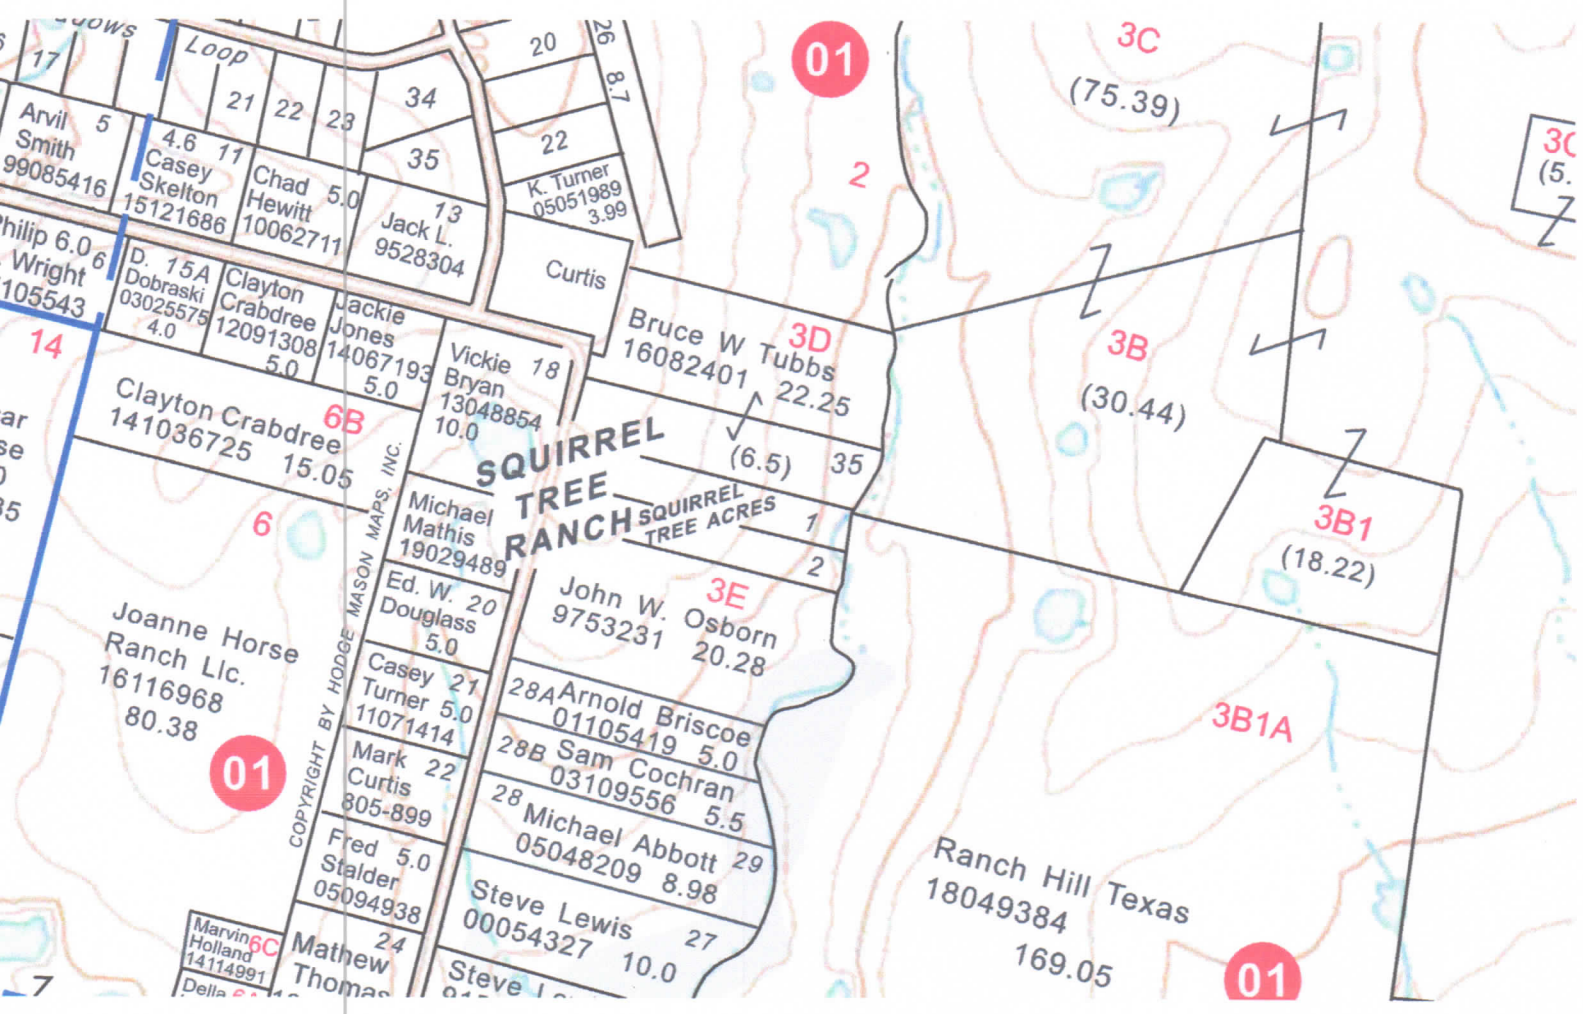 Loop
17
20
26 8.7
01
3C
(75.39)
21
22
23
34
35
22
2
Arvil 5
Smith
99085416
4.6 11
Casey
Skelton
15121686
Chad 5.0
Hewitt
10062711
13
Jack L.
9528304
K. Turner
05051989
3.99
Curtis
Philip 6.0 6
Wright
105543
D. 15A
Dobraski
03025575
4.0
Clayton
Crabdree
12091308
5.0
Jackie
Jones
14067193
5.0
14
Vickie 18
Bryan
13048854
10.0
Bruce W Tubbs 3D
16082401 22.25
3B
(30.44)
Clayton Crabdree 6B
141036725 15.05
SQUIRREL
TREE
RANCH
(6.5) 35
SQUIRREL
TREE ACRES
1
2
6
Michael
Mathis
19029489
Ed. W. 20
Douglass
5.0
John W. Osborn 3E
9753231 20.28
3B1
(18.22)
Joanne Horse
Ranch Llc.
16116968
80.38
Casey 21
Turner 5.0
11071414
28A Arnold Briscoe
01105419 5.0
28B Sam Cochran
03109556 5.5
3B1A
01
Mark 22
Curtis
805-899
28
Michael Abbott 29
05048209 8.98
Fred 5.0
Stalder
05094938
Steve Lewis
00054327 10.0
27
Ranch Hill Texas
18049384
169.05
01
Marvin 6C
Holland
14114991
Della
24
Mathew
Thomas
Steve
7
COPYRIGHT BY HODGE MASON MAPS, INC.